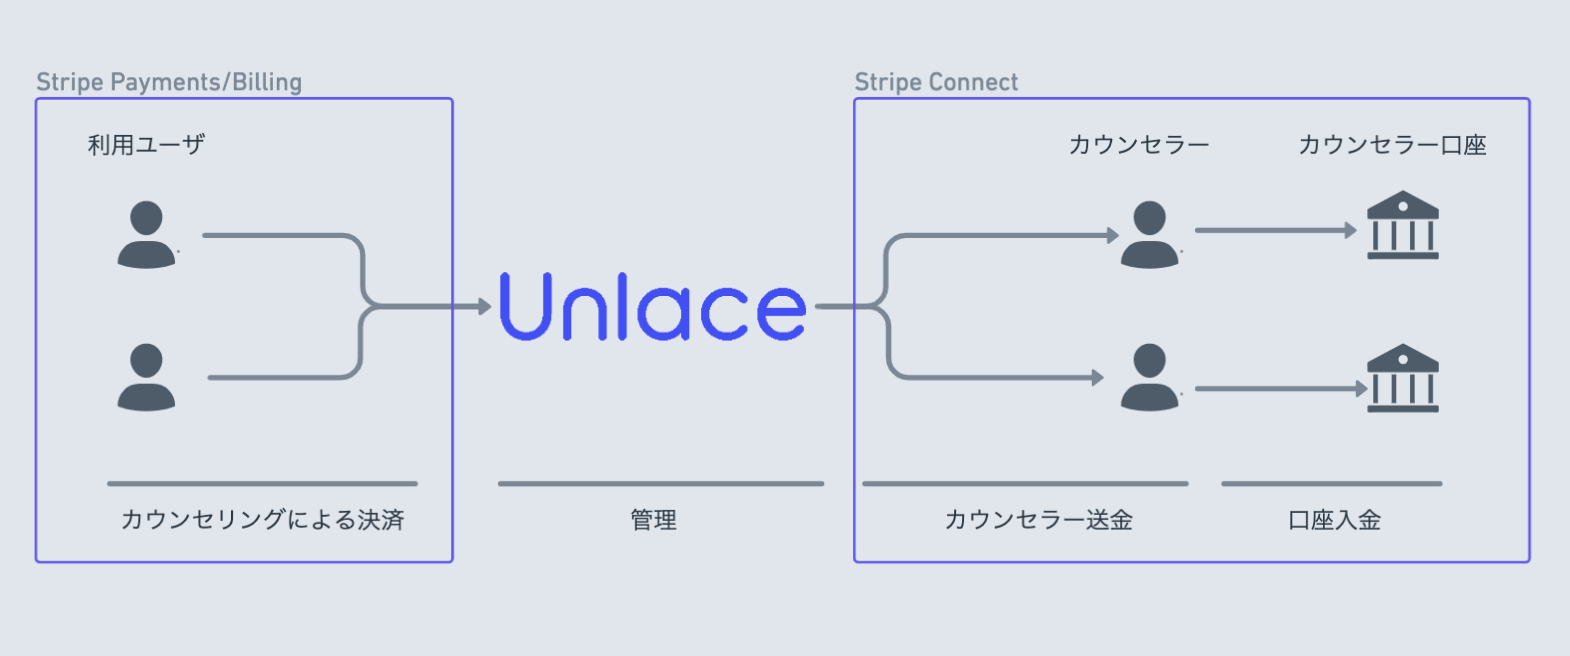 Stripe Payments/Billing
Stripe Connect
利用ユーザ
カウンセラー
カウンセラー口座
Unlace
カウンセリングによる決済
管理
カウンセラー送金
口座入金